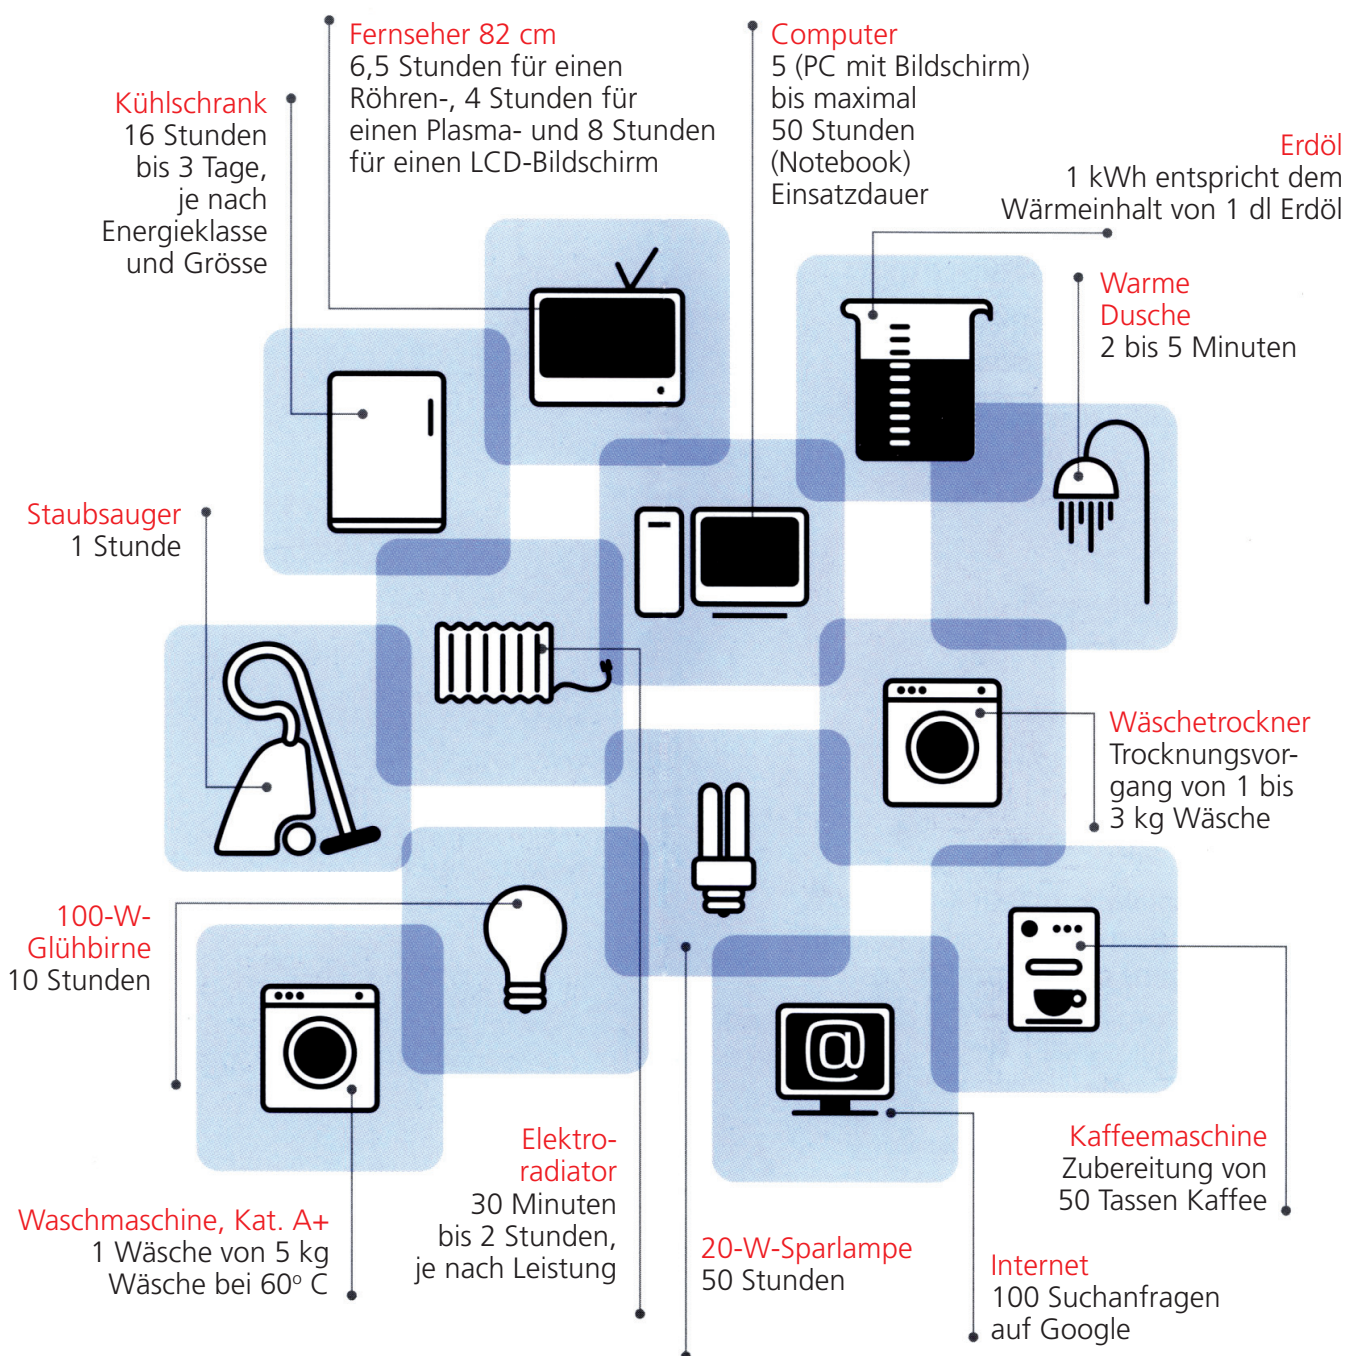 Fernseher 82 cm
6,5 Stunden für einen
Röhren-, 4 Stunden für
einen Plasma- und 8 Stunden
für einen LCD-Bildschirm
Computer
5 (PC mit Bildschirm)
bis maximal
50 Stunden
(Notebook)
Einsatzdauer
Kühlschrank
16 Stunden
bis 3 Tage,
je nach
Energieklasse
und Grösse
Erdöl
1 kWh entspricht dem
Wärmeinhalt von 1 dl Erdöl
Warme
Dusche
2 bis 5 Minuten
Staubsauger
1 Stunde
Wäschetrockner
Trocknungsvor-
gang von 1 bis
3 kg Wäsche
100-W-
Glühbirne
10 Stunden
@
Waschmaschine, Kat. A+
1 Wäsche von 5 kg
Wäsche bei 60° C
Elektro-
radiator
30 Minuten
bis 2 Stunden,
je nach Leistung
20-W-Sparlampe
50 Stunden
Kaffeemaschine
Zubereitung von
50 Tassen Kaffee
Internet
100 Suchanfragen
auf Google